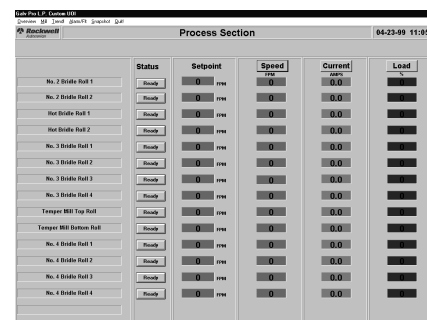 Galv Pro L.P. Custom UDI
Overview Mill Trend Alarm/Flt Snapshot Quit
Rockwell Automation Process Section 04-23-99 11:05
Status Setpoint Speed Current Load
FPM AMPS %
No. 2 Bridle Roll 1 Ready 0 FPM 0 0.0 0
No. 2 Bridle Roll 2 Ready 0 FPM 0 0.0 0
Hot Bridle Roll 1 Ready 0 FPM 0 0.0 0
Hot Bridle Roll 2 Ready 0 FPM 0 0.0 0
No. 3 Bridle Roll 1 Ready 0 FPM 0 0.0 0
No. 3 Bridle Roll 2 Ready 0 FPM 0 0.0 0
No. 3 Bridle Roll 3 Ready 0 FPM 0 0.0 0
No. 3 Bridle Roll 4 Ready 0 FPM 0 0.0 0
Temper Mill Top Roll Ready 0 FPM 0 0.0 0
Temper Mill Bottom Roll Ready 0 FPM 0 0.0 0
No. 4 Bridle Roll 1 Ready 0 FPM 0 0.0 0
No. 4 Bridle Roll 2 Ready 0 FPM 0 0.0 0
No. 4 Bridle Roll 3 Ready 0 FPM 0 0.0 0
No. 4 Bridle Roll 4 Ready 0 FPM 0 0.0 0